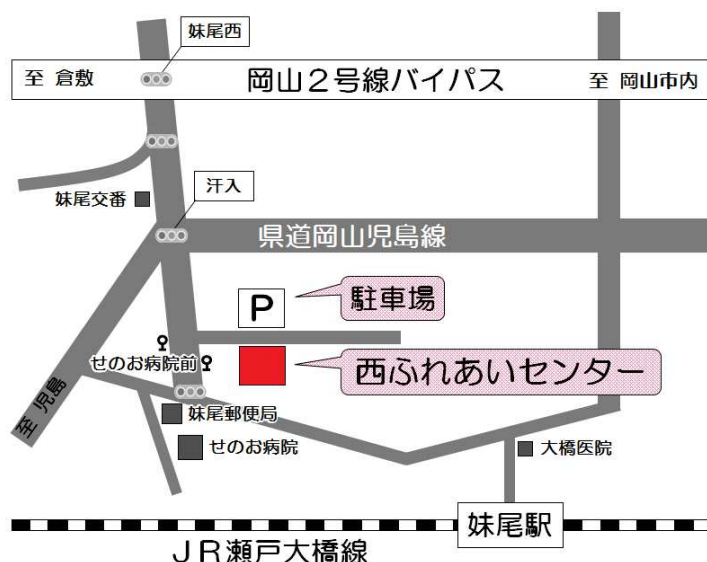 妹尾西
至 倉敷
岡山２号線バイパス
至 岡山市内
妹尾交番
汗入
県道岡山児島線
P
駐車場
せのお病院前
西ふれあいセンター
至 児島
妹尾郵便局
せのお病院
大橋医院
妹尾駅
ＪＲ瀬戸大橋線